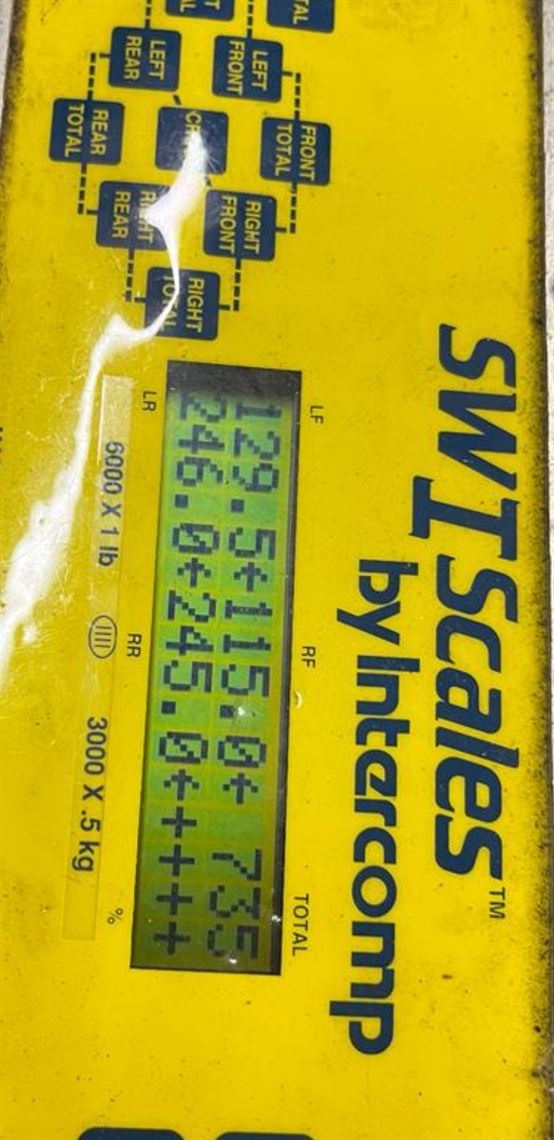 SWI Scales™
by Intercomp
TAL
LEFT FRONT
FRONT TOTAL
RIGHT FRONT
RIGHT TOTAL
LEFT REAR
REAR TOTAL
RIGHT REAR
LF RF TOTAL
129.5← 115.0← 735
246.0← 245.0← ++++
LR RR %
6000 X 1 lb 3000 X .5 kg